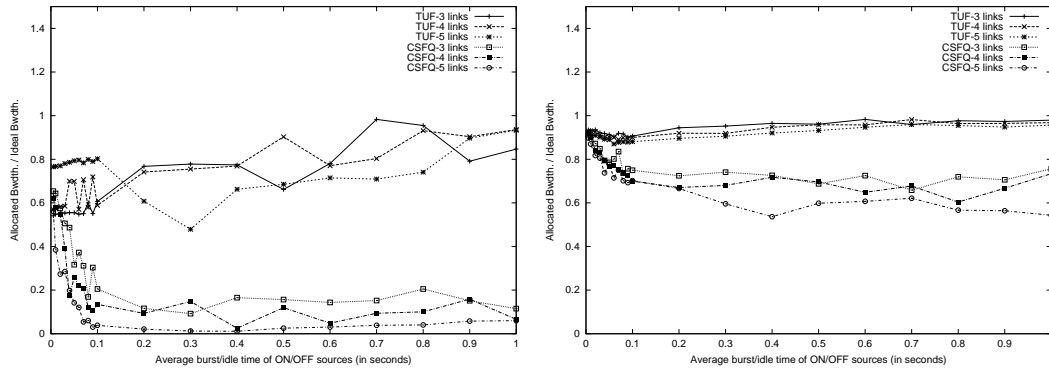 Allocated Bwdth. / Ideal Bwdth.
1.4
1.2
1
0.8
0.6
0.4
0.2
0
TUF-3 links
TUF-4 links
TUF-5 links
CSFQ-3 links
CSFQ-4 links
CSFQ-5 links
0 0.1 0.2 0.3 0.4 0.5 0.6 0.7 0.8 0.9 1
Average burst/idle time of ON/OFF sources (in seconds)
Allocated Bwdth. / Ideal Bwdth.
1.4
1.2
1
0.8
0.6
0.4
0.2
0
TUF-3 links
TUF-4 links
TUF-5 links
CSFQ-3 links
CSFQ-4 links
CSFQ-5 links
0 0.1 0.2 0.3 0.4 0.5 0.6 0.7 0.8 0.9
Average burst/idle time of ON/OFF sources (in seconds)